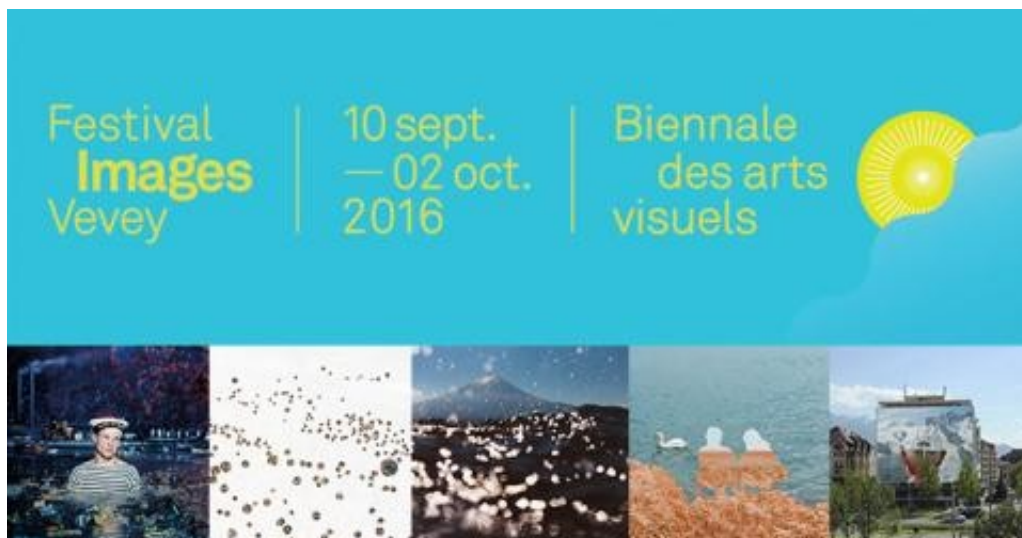 Festival
Images
Vevey
10 sept.
— 02 oct.
2016
Biennale
des arts
visuels